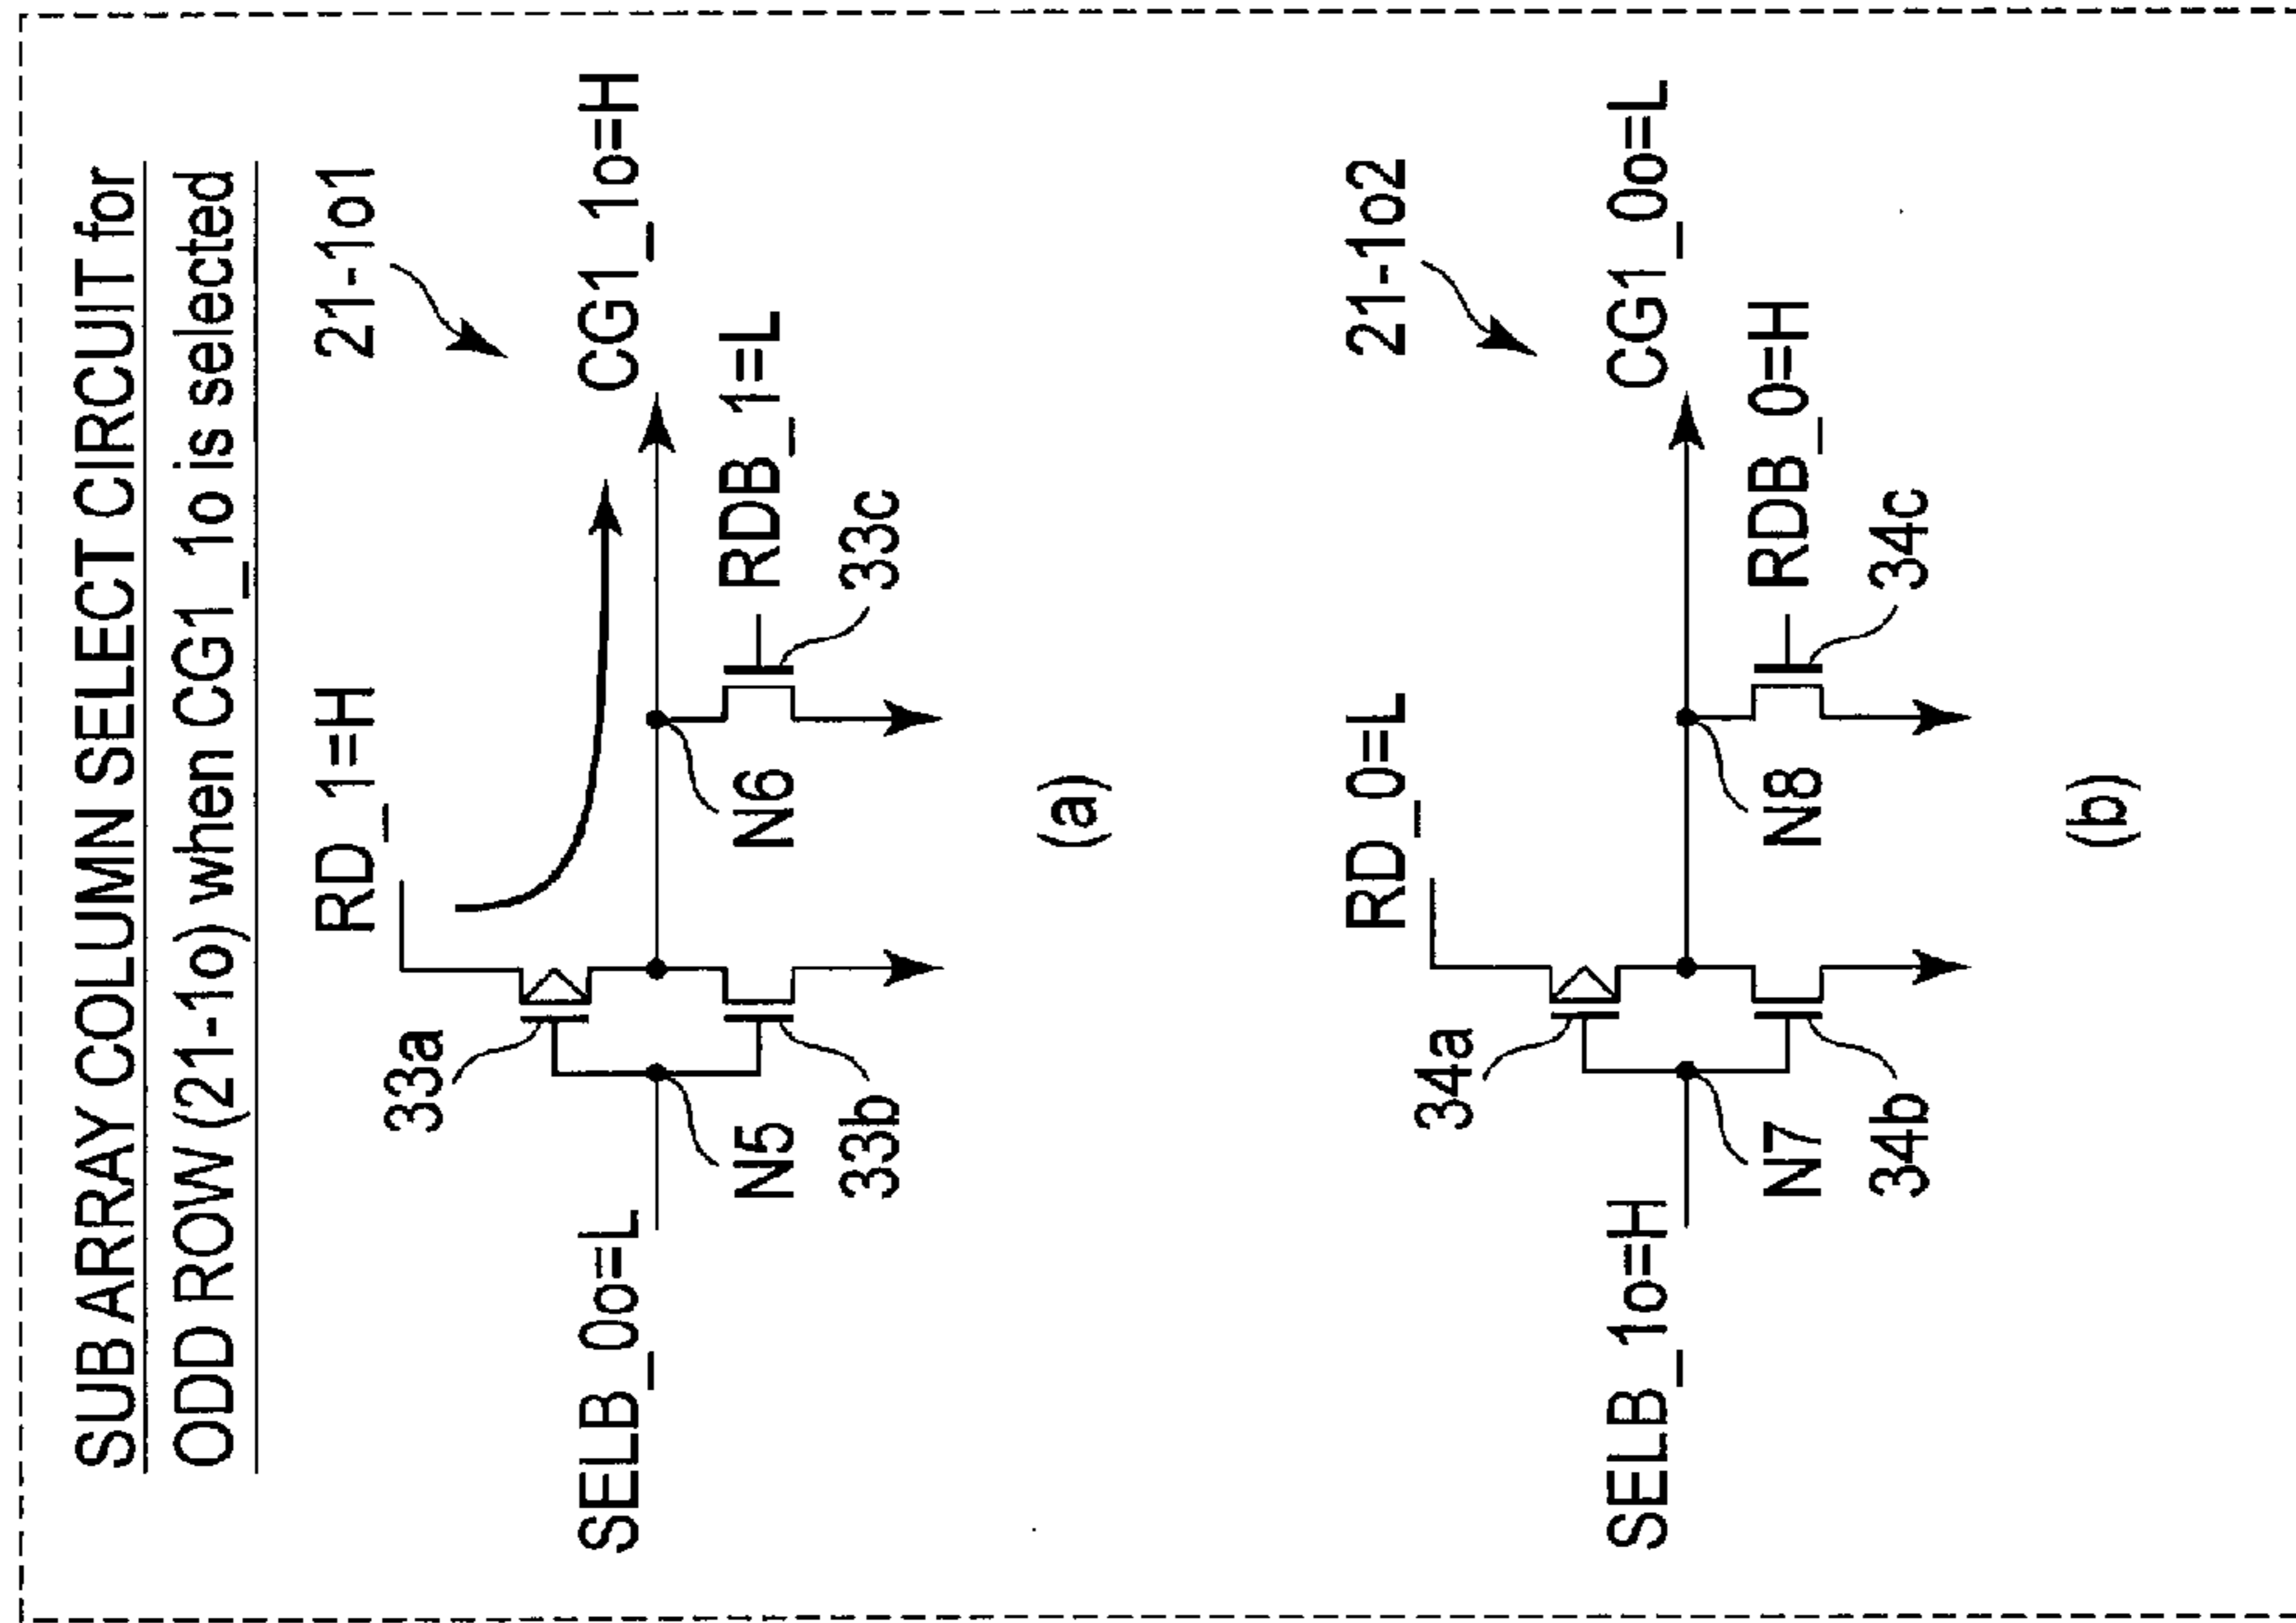 SUB ARRAY COLUMN SELECT CIRCUIT for
ODD ROW (21-1o) when CG1_1o is selected
RD_1=H
21-1o1
33a
SELB_0o=L
CG1_1o=H
N5
N6
RDB_1=L
33b
33c
(a)
RD_0=L
21-1o2
34a
SELB_1o=H
CG1_0o=L
N7
N8
RDB_0=H
34b
34c
(b)